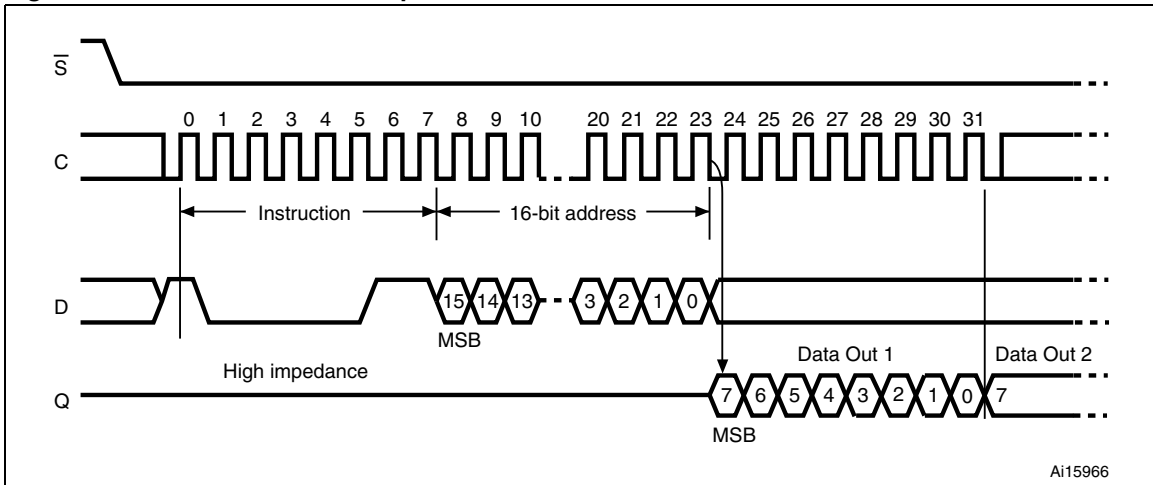 S
0 1 2 3 4 5 6 7 8 9 10 20 21 22 23 24 25 26 27 28 29 30 31
C
Instruction 16-bit address
D 15 14 13 3 2 1 0
MSB
High impedance Data Out 1 Data Out 2
Q 7 6 5 4 3 2 1 0 7
MSB
Ai15966